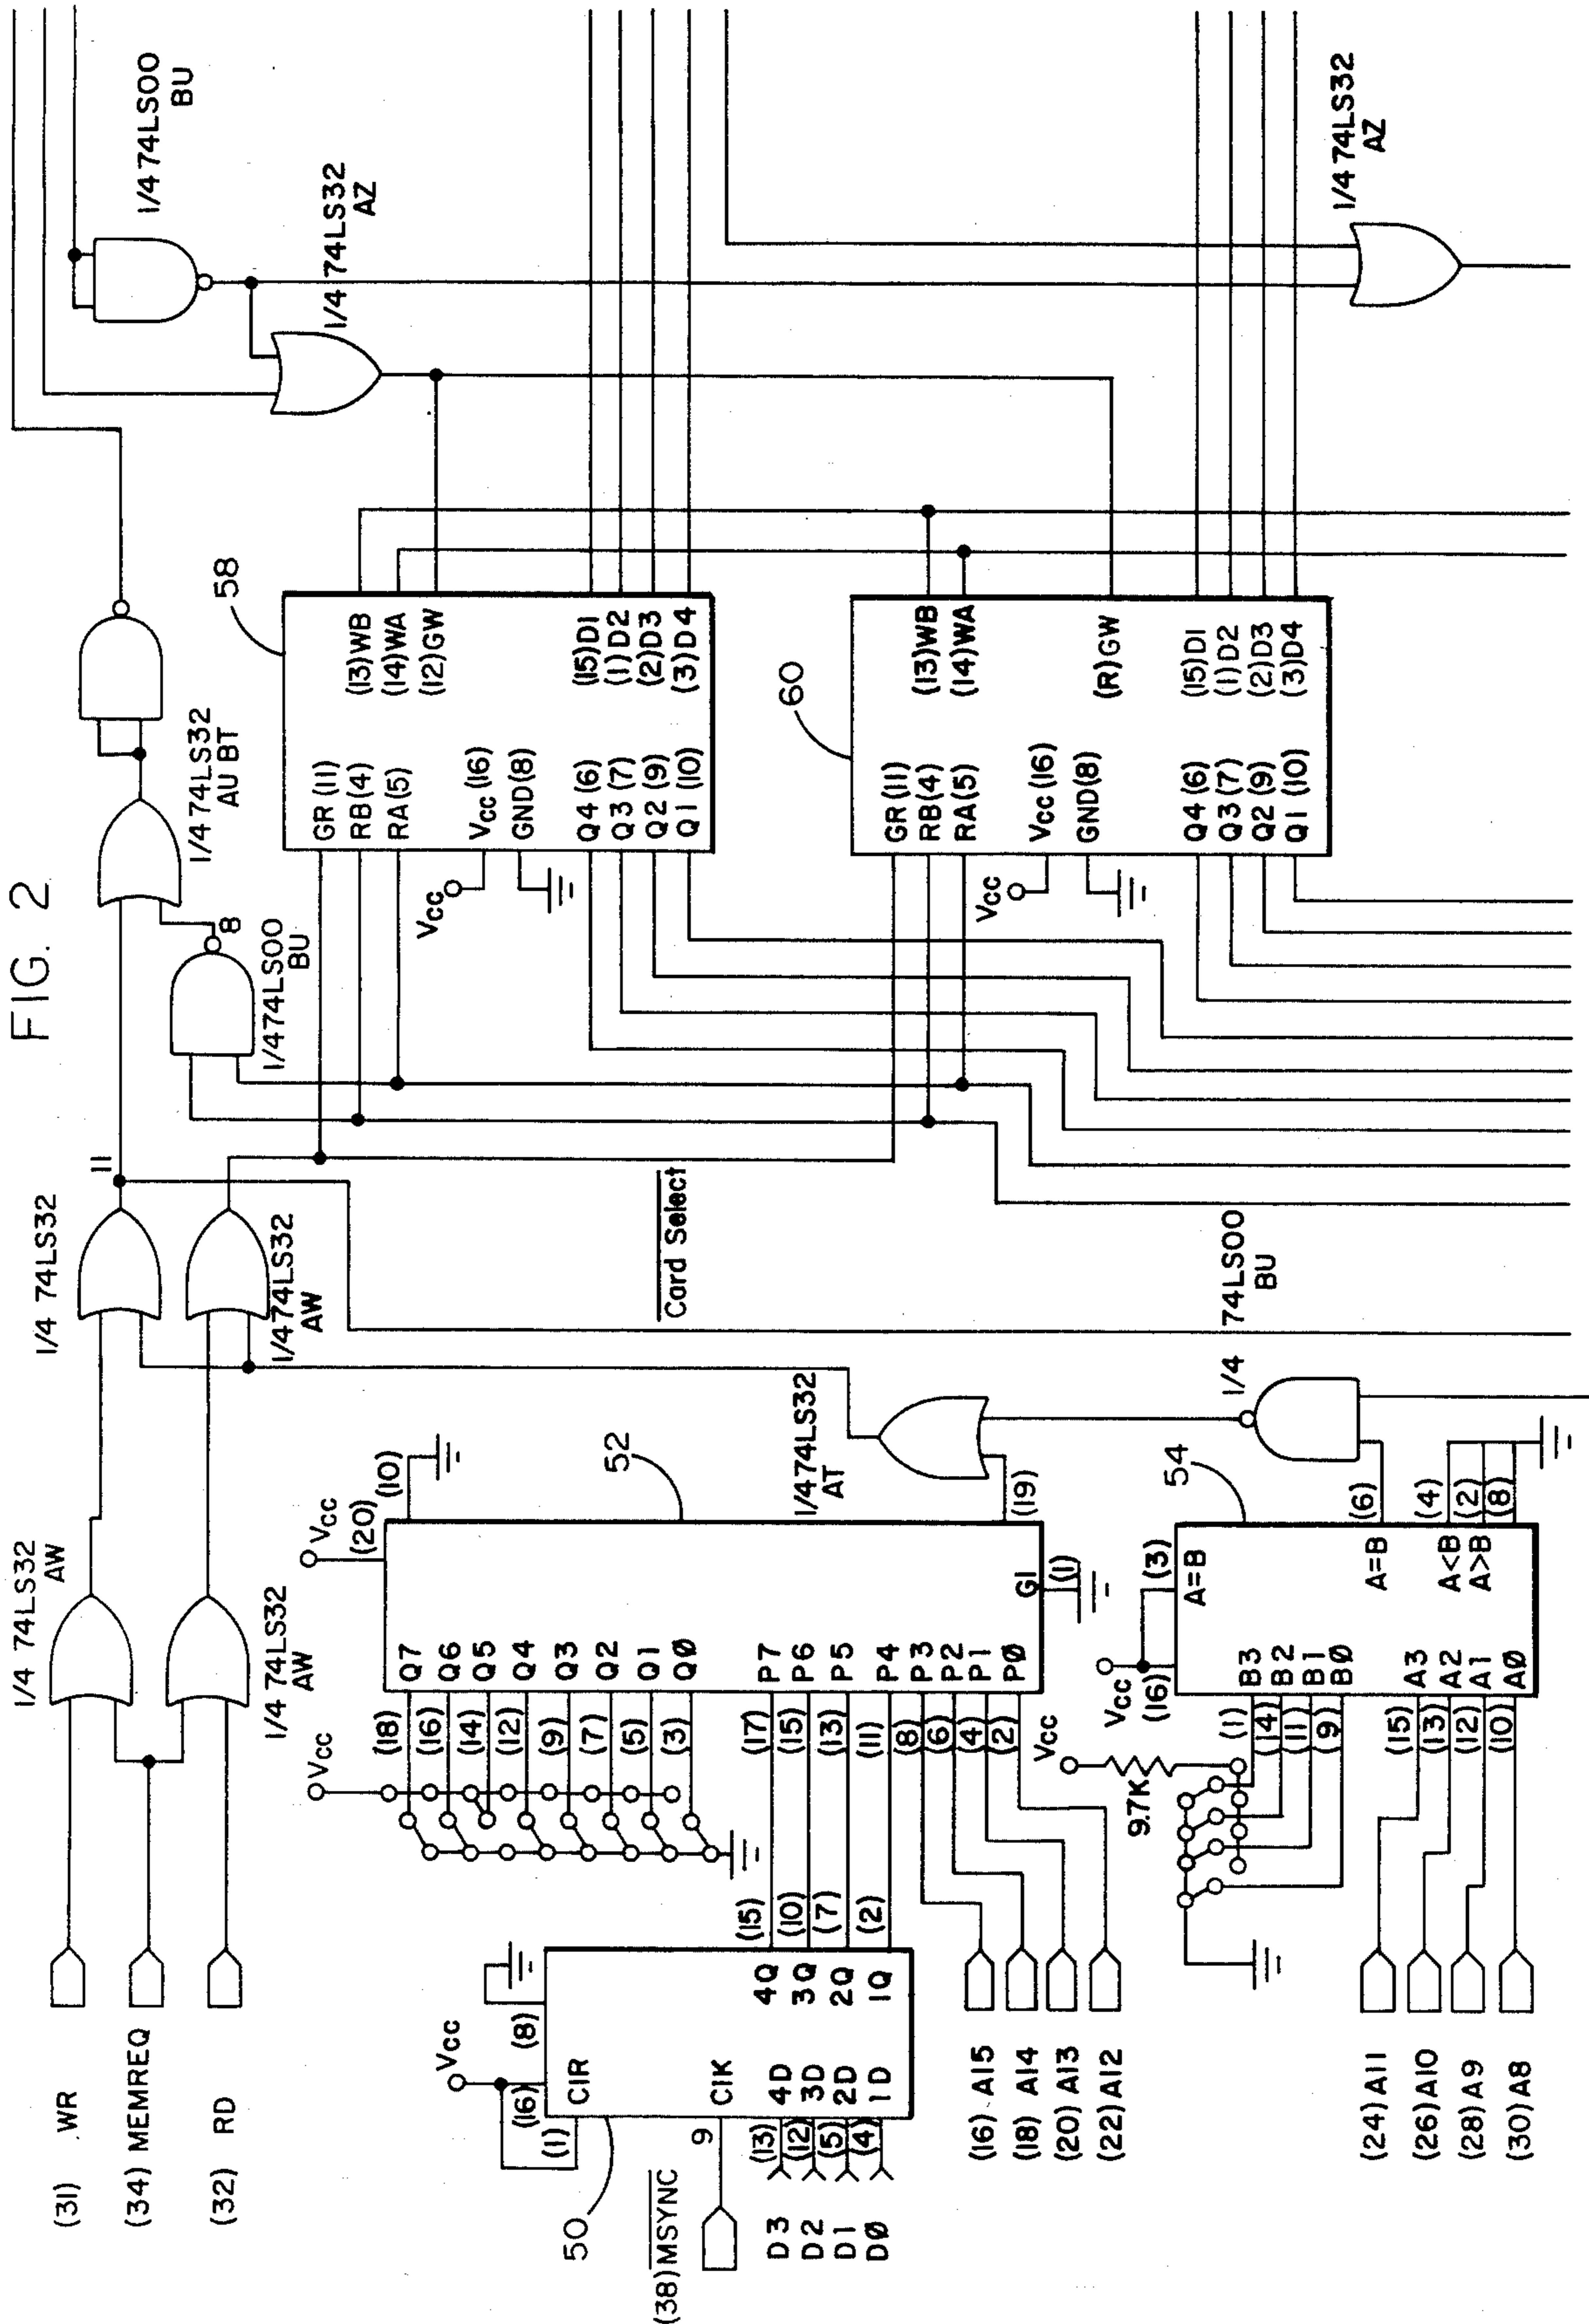 FIG. 2
(31) WR
(34) MEMREQ
(32) RD
1/4 74LS32
AW
1/4 74LS32
AW
1/4 74LS32
11
1/4 74LS32
AW
1/4 74LS00
BU
8
1/4 74LS32
AU BT
1/4 74LS00
BU
1/4 74LS32
AZ
(38) MSYNC
9
50
Vcc
(16)
(1)
(8)
ClR
ClK
D3
D2
D1
DØ
(13)
(12)
(5)
(4)
4D
3D
2D
1D
4Q
3Q
2Q
1Q
(15)
(10)
(7)
(2)
(16) A15
(18) A14
(20) A13
(22) A12
Vcc
(18)
(16)
(14)
(12)
(9)
(7)
(5)
(3)
(17)
(15)
(13)
(11)
(8)
(6)
(4)
(2)
Vcc
(20)
(10)
Q7
Q6
Q5
Q4
Q3
Q2
Q1
QØ
P7
P6
P5
P4
P3
P2
P1
PØ
G1
(1)
52
(19)
1/4 74LS32
AT
Card Select
(24) A11
(26) A10
(28) A9
(30) A8
9.7K
Vcc
Vcc
(16)
(1)
(14)
(11)
(9)
(15)
(13)
(12)
(10)
B3
B2
B1
BØ
A3
A2
A1
AØ
A=B
(3)
A=B
A<B
A>B
(6)
(4)
(2)
(8)
54
1/4 74LS00
BU
58
GR (11)
RB (4)
RA (5)
Vcc
Vcc (16)
GND (8)
Q4 (6)
Q3 (7)
Q2 (9)
Q1 (10)
(13) WB
(14) WA
(12) GW
(15) D1
(1) D2
(2) D3
(3) D4
60
GR (11)
RB (4)
RA (5)
Vcc
Vcc (16)
GND (8)
Q4 (6)
Q3 (7)
Q2 (9)
Q1 (10)
(13) WB
(14) WA
(R) GW
(15) D1
(1) D2
(2) D3
(3) D4
1/4 74LS32
AZ